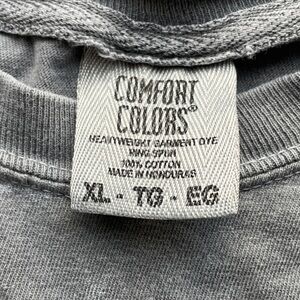 COMFORT
COLORS®
HEAVYWEIGHT GARMENT DYE
RING SPUN
100% COTTON
MADE IN HONDURAS
XL - TG - EG